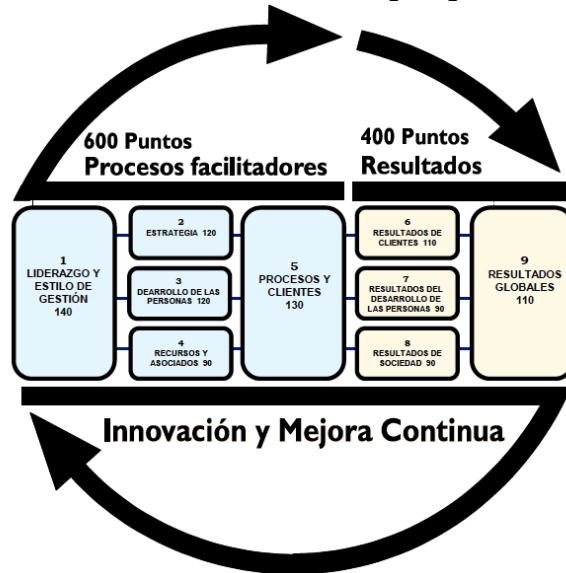 600 Puntos
Procesos facilitadores
400 Puntos
Resultados
1
LIDERAZGO Y
ESTILO DE
GESTIÓN
140
2
ESTRATEGIA 120
3
DEARROLLO DE LAS
PERSONAS 120
4
RECURSOS Y
ASOCIADOS 90
5
PROCESOS Y
CLIENTES
130
6
RESULTADOS DE
CLIENTES 110
7
RESULTADOS DEL
DESARROLLO DE
LAS PERSONAS 90
8
RESULTADOS DE
SOCIEDAD 90
9
RESULTADOS
GLOBALES
110
Innovación y Mejora Continua